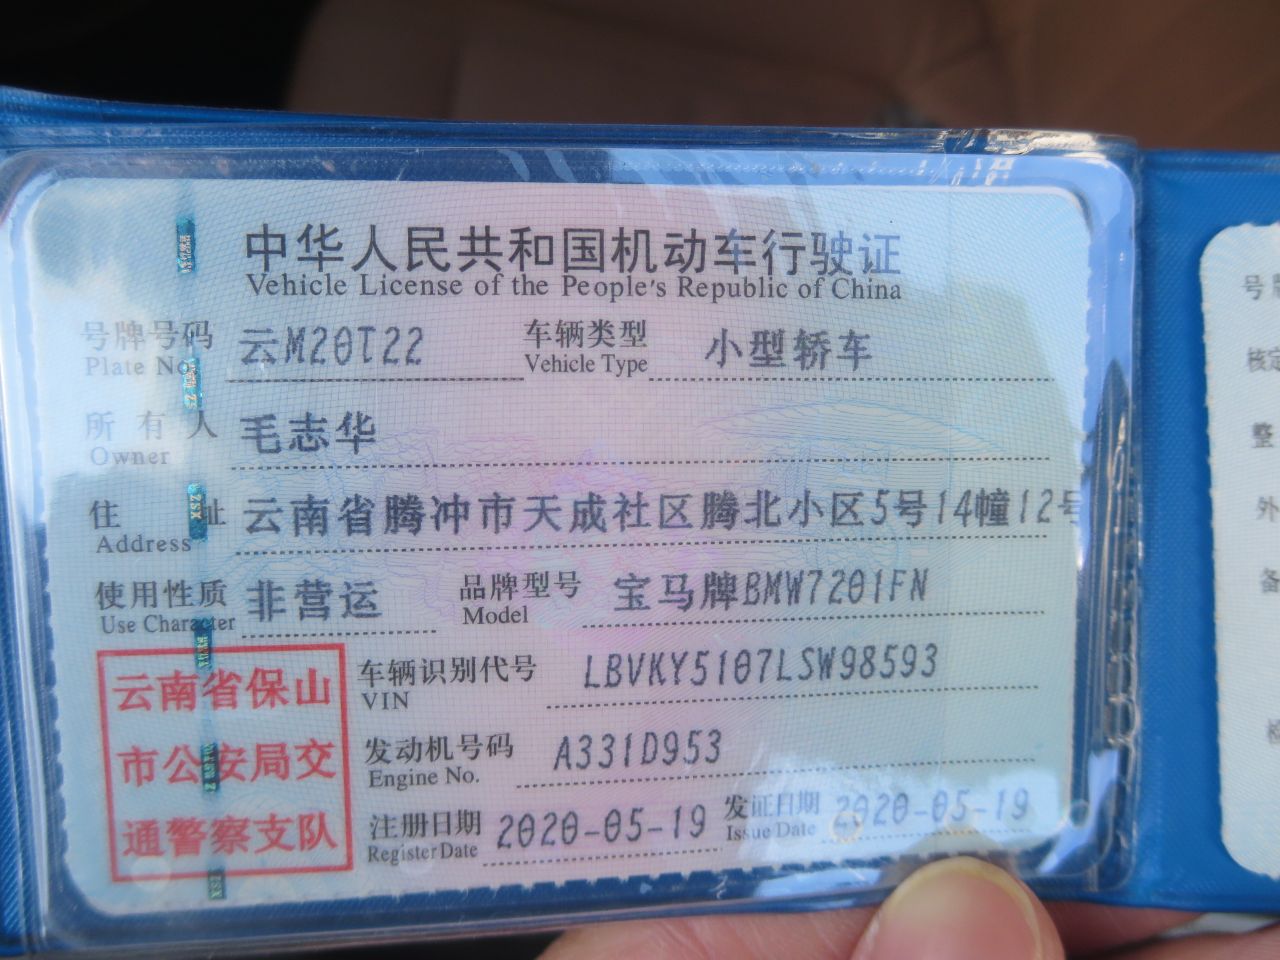 中华人民共和国机动车行驶证
Vehicle License of the People's Republic of China
号牌号码 云M20T22 车辆类型 小型轿车
Plate No. Vehicle Type
所有人 毛志华
Owner
住址 云南省腾冲市天成社区腾北小区5号14幢12号
Address
使用性质 非营运 品牌型号 宝马牌BMW7201FN
Use Character Model
云南省保山
市公安局交
通警察支队
车辆识别代号 LBVKY5107LSW98593
VIN
发动机号码 A331D953
Engine No.
注册日期 2020-05-19 发证日期 2020-05-19
Register Date Issue Date
号
核定
整
外
备